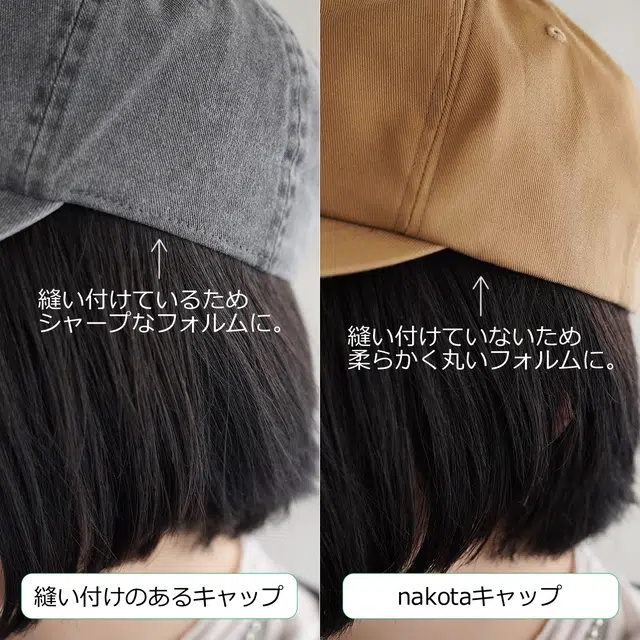 縫い付けているため
シャープなフォルムに。
縫い付けていないため
柔らかく丸いフォルムに。
縫い付けのあるキャップ
nakotaキャップ